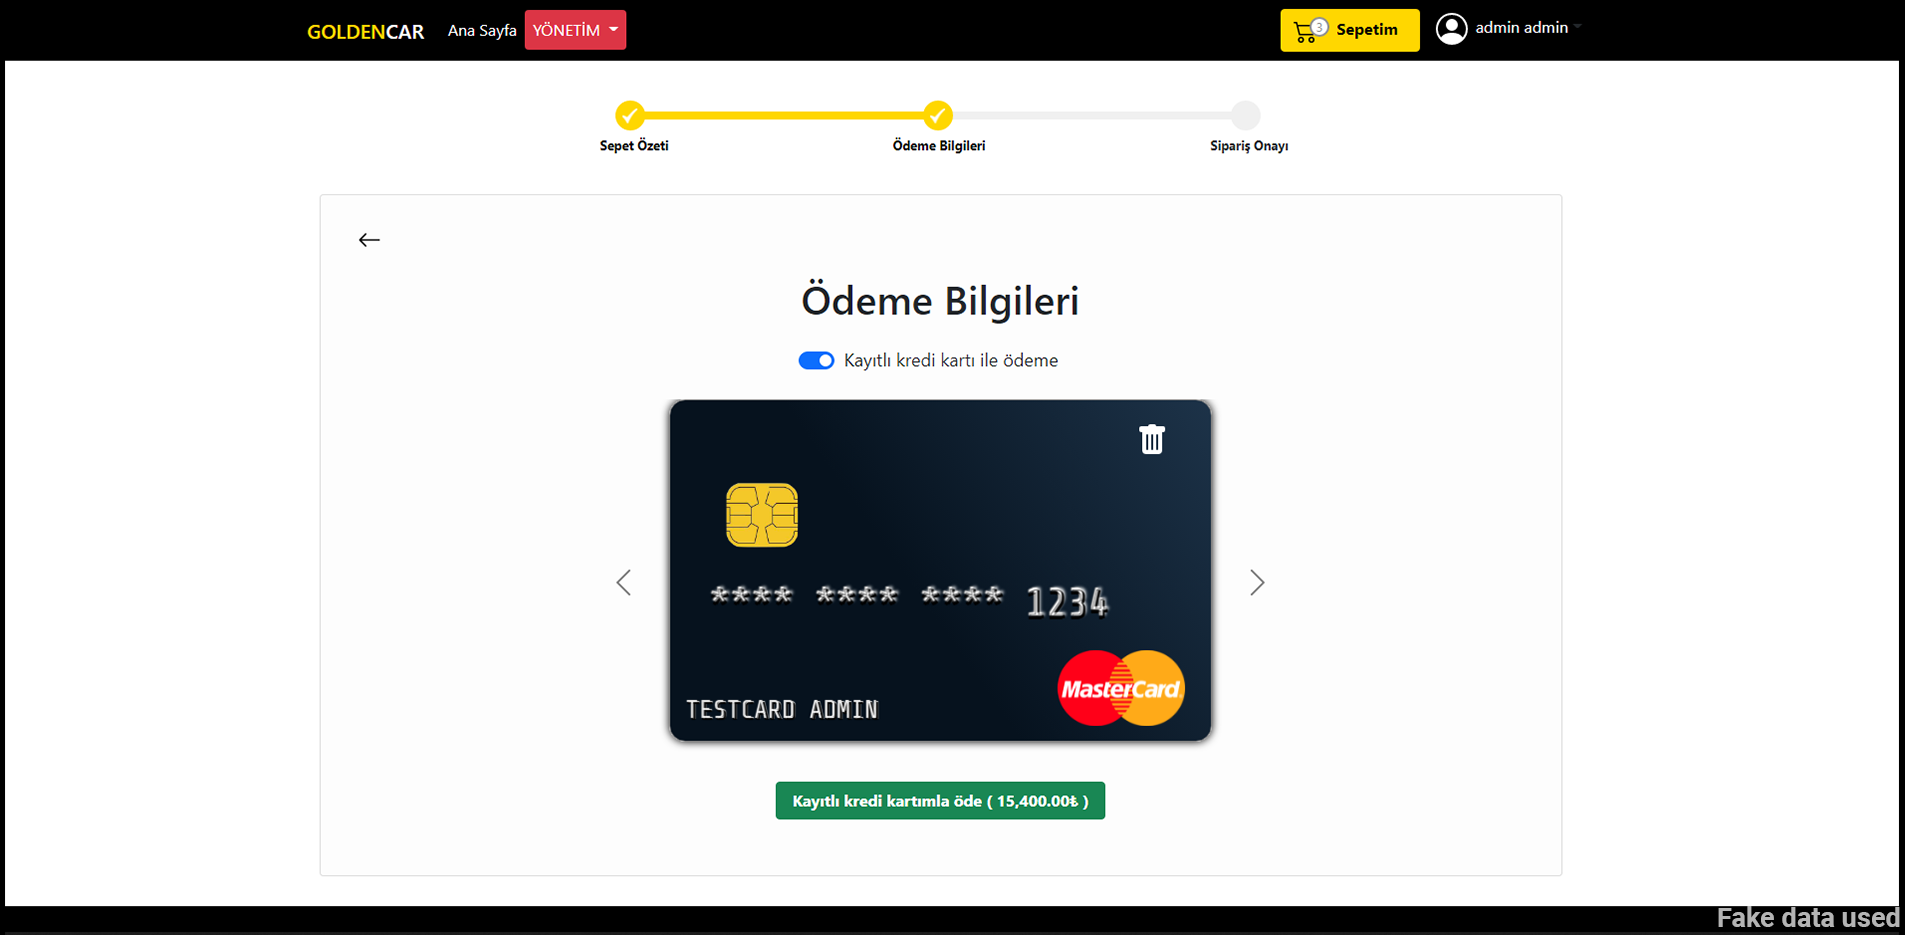 GOLDENCAR Ana Sayfa YÖNETİM 3 Sepetim admin admin
Sepet Özeti Ödeme Bilgileri Sipariş Onayı
Ödeme Bilgileri
Kayıtlı kredi kartı ile ödeme
**** **** **** 1234
MasterCard
TESTCARD ADMIN
Kayıtlı kredi kartımla öde ( 15,400.00₺ )
Fake data used